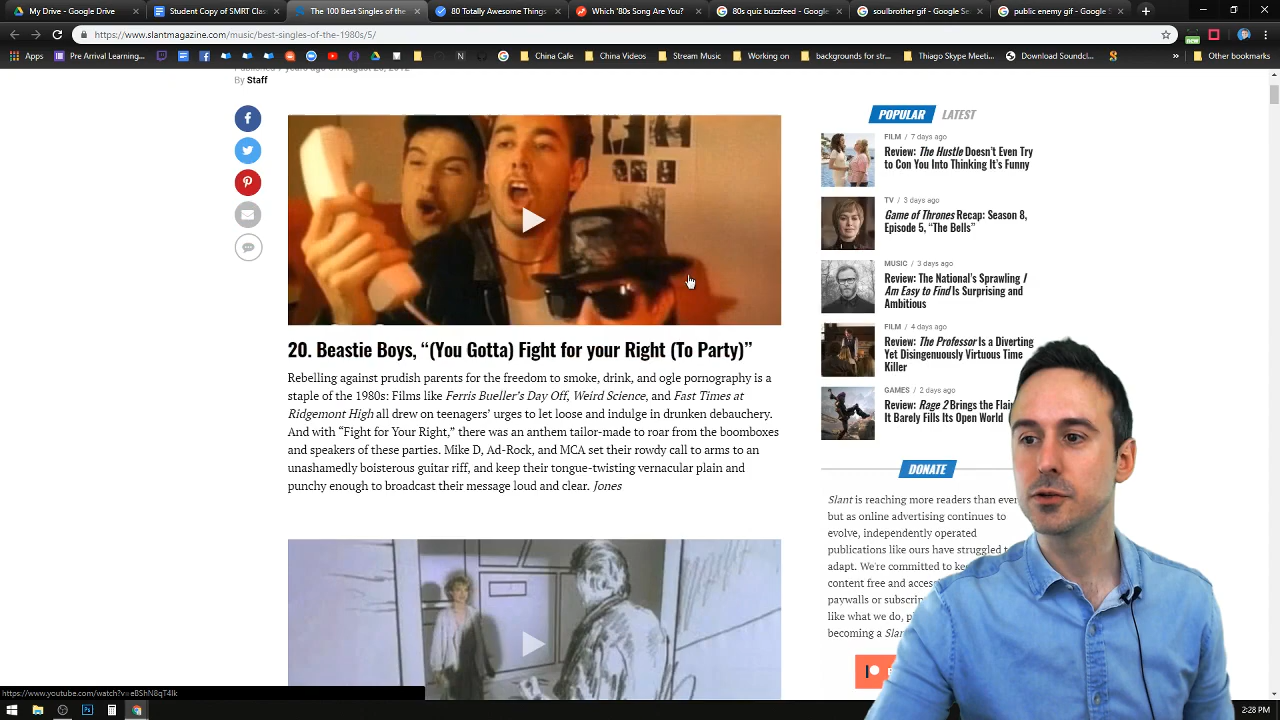 Google Drive
Student Copy SMRT Clas
The 100 Best Singles of the 1980s
80 Totally Awesome
Which '80s Song Are You?
80s quiz buzzfeed - Google
soulfinger - Google Se
public enemy gif - Google S
https://www.slantmagazine.com/music/best-singles-of-the-1980s/5/
Apps
Prive Arrival Learning...
China Cafe
China Videos
Stream Music
Working on
backgrounds for str...
Thiago Skype Meeti...
Download Soundcl...
Other bookmarks
By Staff
20. Beastie Boys, “(You Gotta) Fight for your Right (To Party)”
Rebelling against prudish parents for the freedom to smoke, drink, and ogle pornography is a
staple of the 1980s: Films like Ferris Bueller’s Day Off, Weird Science, and Fast Times at
Ridgemont High all drew on teenagers’ urges to let loose and indulge in drunken debauchery.
And with “Fight for Your Right,” there was an anthem tailor-made to roar from the boomboxes
and speakers of these parties. Mike D, Ad-Rock, and MCA set their rowdy call to arms to an
unashamedly boisterous guitar riff, and keep their tongue-twisting vernacular plain and
punchy enough to broadcast their message loud and clear. Jones
POPULAR
LATEST
FILM / 7 days ago
Review: The Hustle Doesn’t Even Try
to Con You Into Thinking It’s Funny
TV / 3 days ago
Game of Thrones Recap: Season 8,
Episode 5, “The Bells”
MUSIC / 3 days ago
Review: The National’s Sprawling I
Am Easy to Find Is Surprising and
Ambitious
FILM / 4 days ago
Review: The Professor Is a Diverting
Yet Disingenuously Virtuous Time
Killer
GAMES / 2 days ago
Review: Rage 2 Brings the Flai
It Barely Fills Its Open World
DONATE
Slant is reaching more readers than ever
but as online advertising continues to
evolve, independently operated
publications like ours have struggled t
adapt. We’re committed to kee
content free and acces
paywalls or subscri
like what we do, p
becoming a Slan
https://www.youtube.com/watch?v=eBShN8qT4lk
2:28 PM